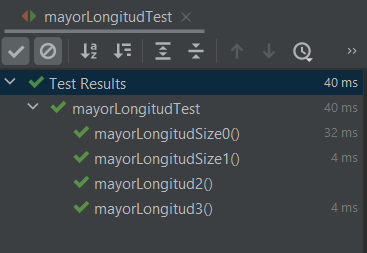 mayorLongitudTest
Test Results 40 ms
mayorLongitudTest 40 ms
mayorLongitudSize0() 32 ms
mayorLongitudSize1() 4 ms
mayorLongitud2()
mayorLongitud3() 4 ms